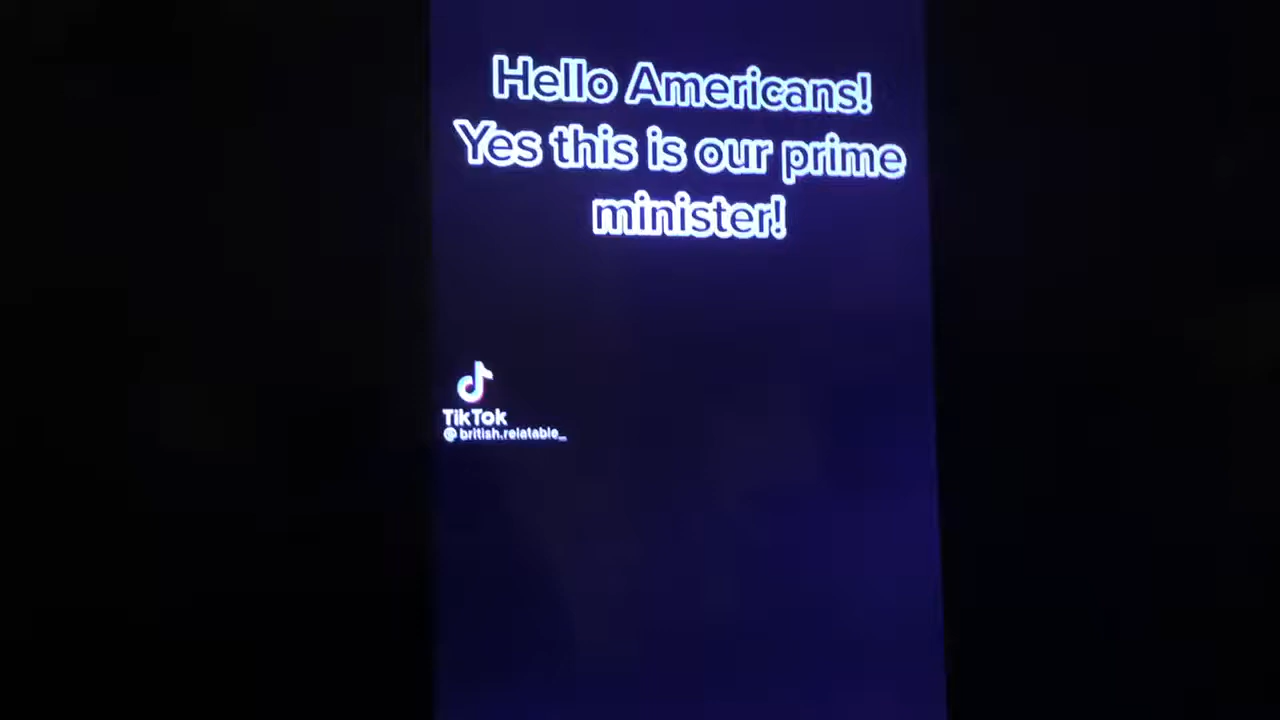 Hello Americans!
Yes this is our prime
minister!
TikTok
@british.relatable_